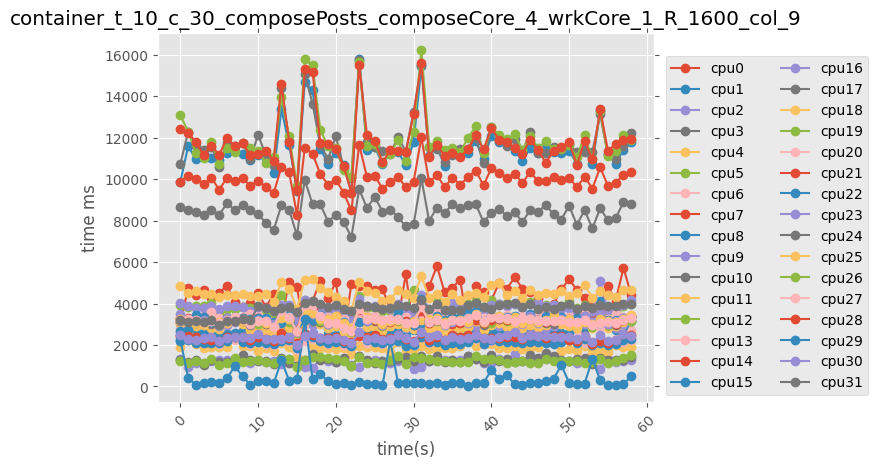 container_t_10_c_30_composePosts_composeCore_4_wrkCore_1_R_1600_col_9
time ms
16000
14000
12000
10000
8000
6000
4000
2000
0
0
10
20
30
40
50
60
time(s)
cpu0
cpu1
cpu2
cpu3
cpu4
cpu5
cpu6
cpu7
cpu8
cpu9
cpu10
cpu11
cpu12
cpu13
cpu14
cpu15
cpu16
cpu17
cpu18
cpu19
cpu20
cpu21
cpu22
cpu23
cpu24
cpu25
cpu26
cpu27
cpu28
cpu29
cpu30
cpu31